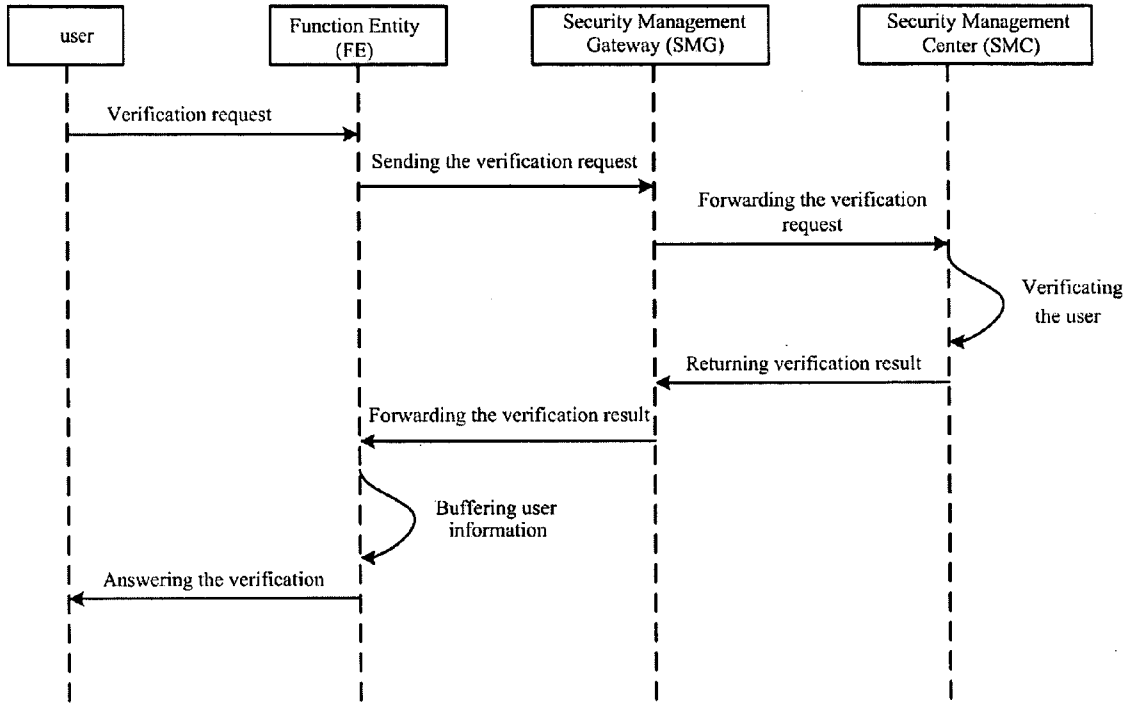 user
Function Entity
(FE)
Security Management
Gateway (SMG)
Security Management
Center (SMC)
Verification request
Sending the verification request
Forwarding the verification
request
Verificating
the user
Returning verification result
Forwarding the verification result
Buffering user
information
Answering the verification